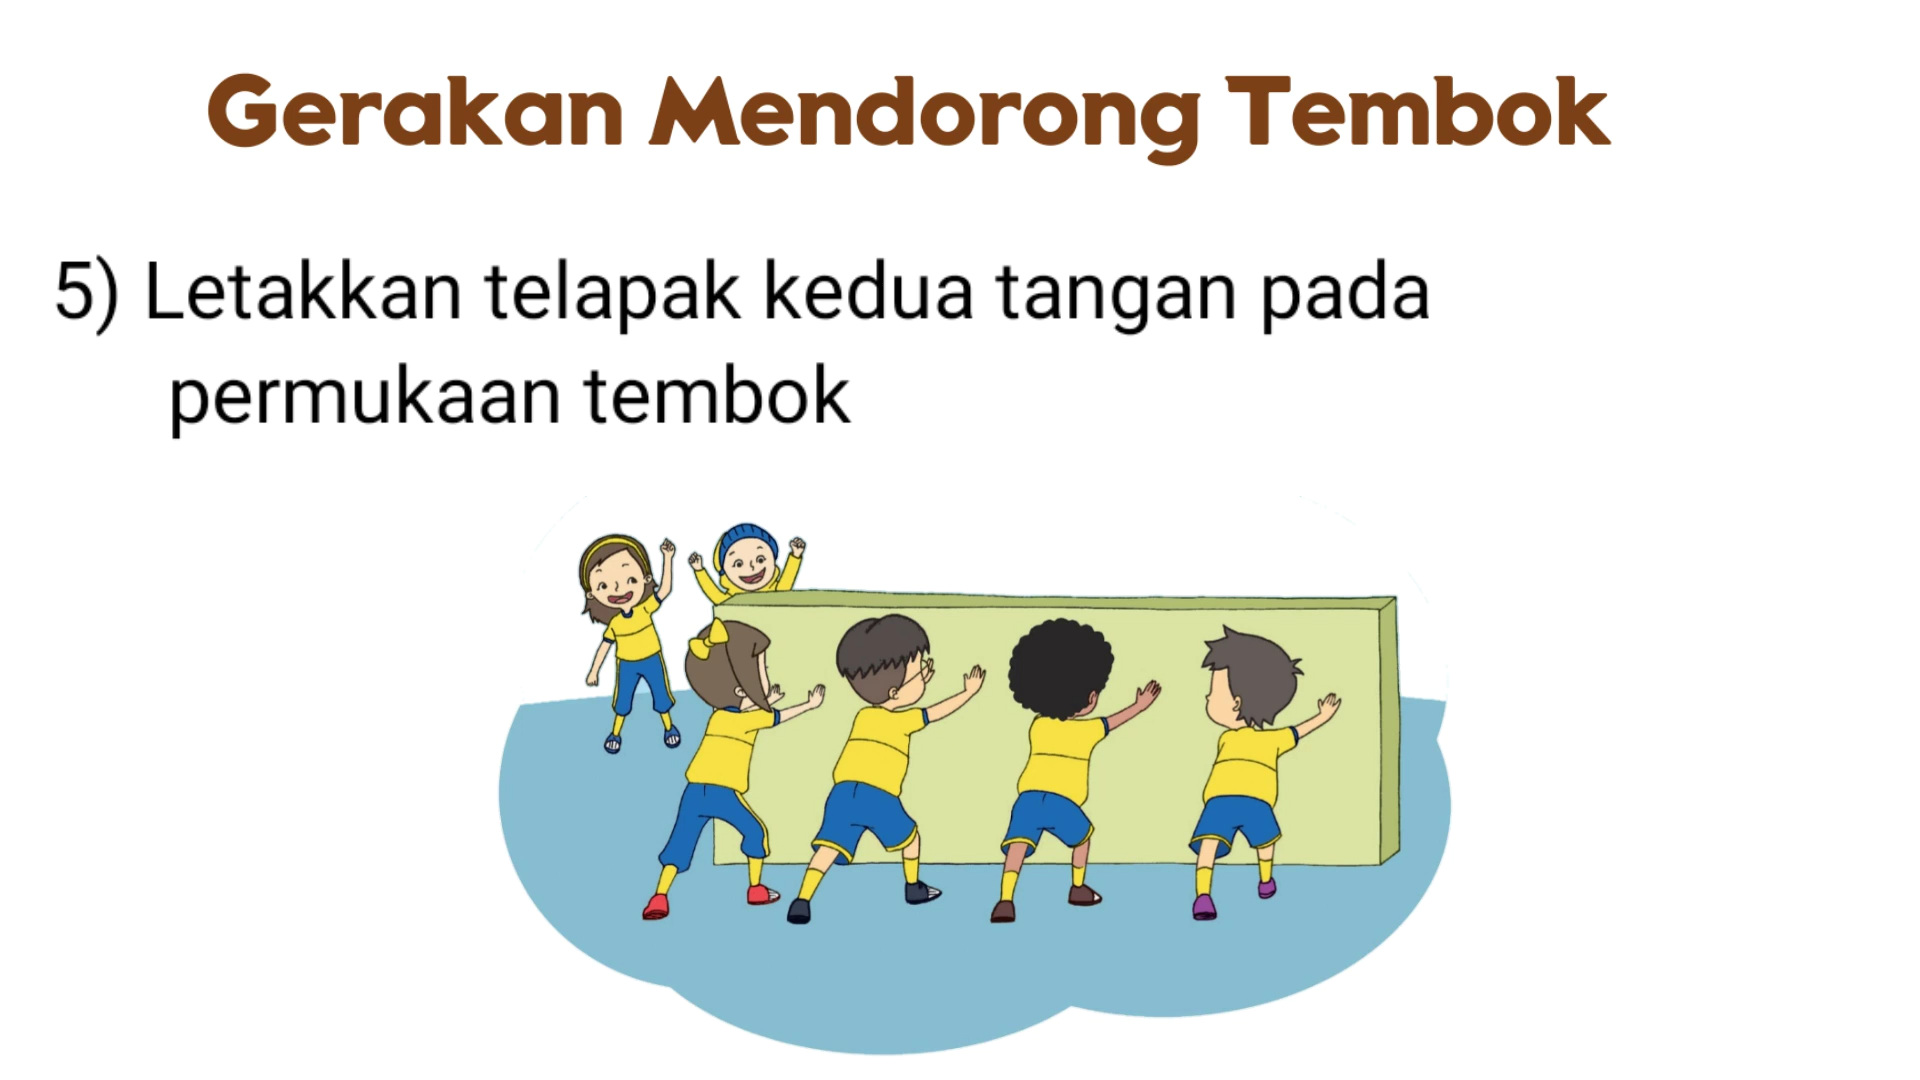 Gerakan Mendorong Tembok
5) Letakkan telapak kedua tangan pada
permukaan tembok